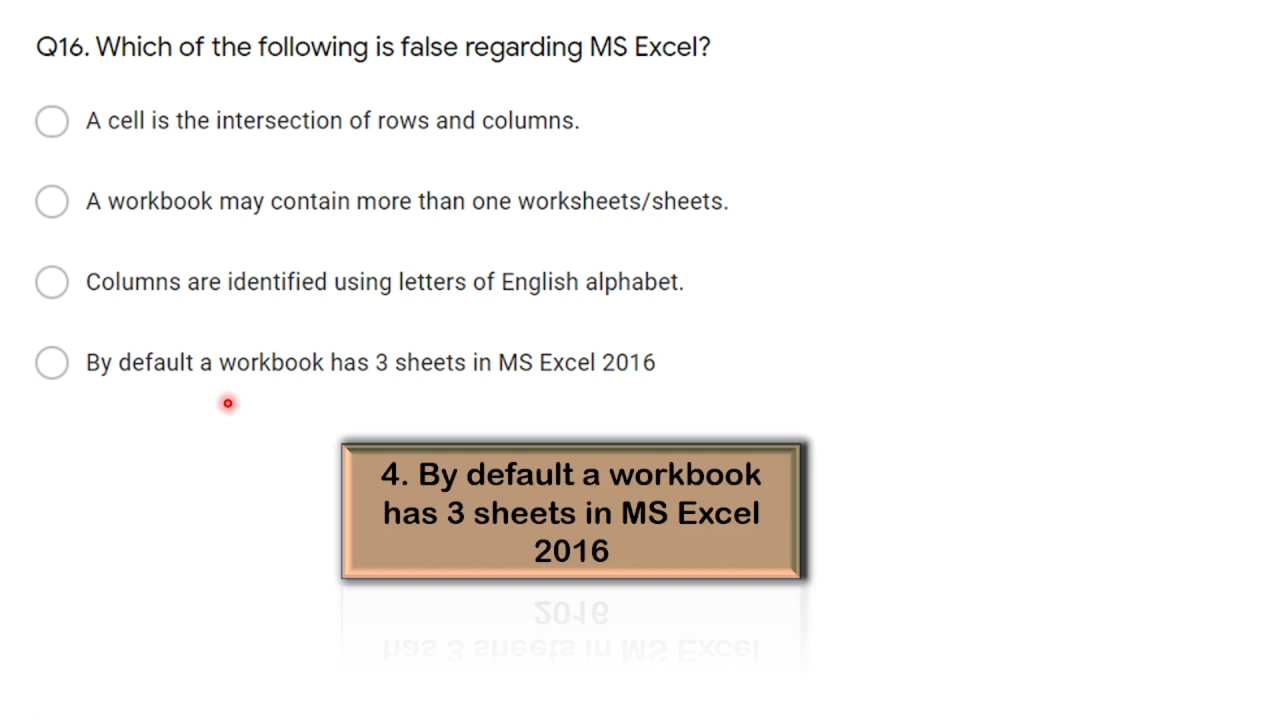 Q16. Which of the following is false regarding MS Excel?
A cell is the intersection of rows and columns.
A workbook may contain more than one worksheets/sheets.
Columns are identified using letters of English alphabet.
By default a workbook has 3 sheets in MS Excel 2016
4. By default a workbook
has 3 sheets in MS Excel
2016